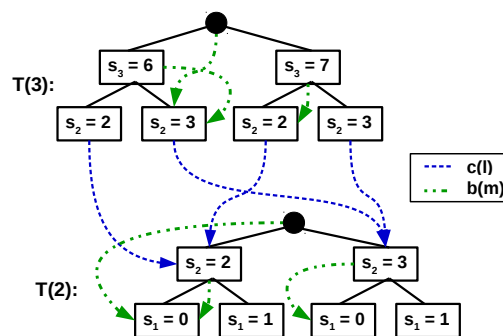 s₃ = 6 s₃ = 7
T(3):
s₂ = 2 s₂ = 3 s₂ = 2 s₂ = 3
c(l)
b(m)
s₂ = 2 s₂ = 3
T(2):
s₁ = 0 s₁ = 1 s₁ = 0 s₁ = 1